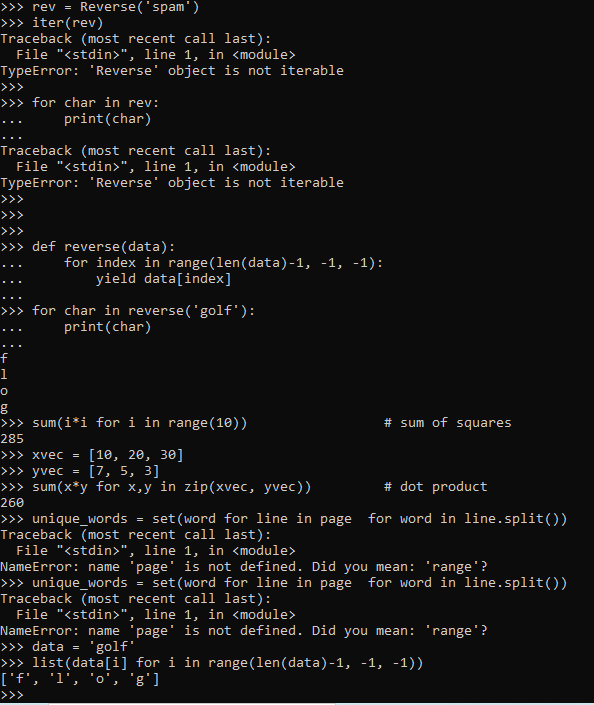 >>> rev = Reverse('spam')
>>> iter(rev)
Traceback (most recent call last):
  File "<stdin>", line 1, in <module>
TypeError: 'Reverse' object is not iterable
>>>
>>> for char in rev:
...     print(char)
...
Traceback (most recent call last):
  File "<stdin>", line 1, in <module>
TypeError: 'Reverse' object is not iterable
>>>
>>>
>>>
>>> def reverse(data):
...     for index in range(len(data)-1, -1, -1):
...         yield data[index]
...
>>> for char in reverse('golf'):
...     print(char)
...
f
l
o
g
>>> sum(i*i for i in range(10))                 # sum of squares
285
>>> xvec = [10, 20, 30]
>>> yvec = [7, 5, 3]
>>> sum(x*y for x,y in zip(xvec, yvec))         # dot product
260
>>> unique_words = set(word for line in page  for word in line.split())
Traceback (most recent call last):
  File "<stdin>", line 1, in <module>
NameError: name 'page' is not defined. Did you mean: 'range'?
>>> unique_words = set(word for line in page  for word in line.split())
Traceback (most recent call last):
  File "<stdin>", line 1, in <module>
NameError: name 'page' is not defined. Did you mean: 'range'?
>>> data = 'golf'
>>> list(data[i] for i in range(len(data)-1, -1, -1))
['f', 'l', 'o', 'g']
>>>